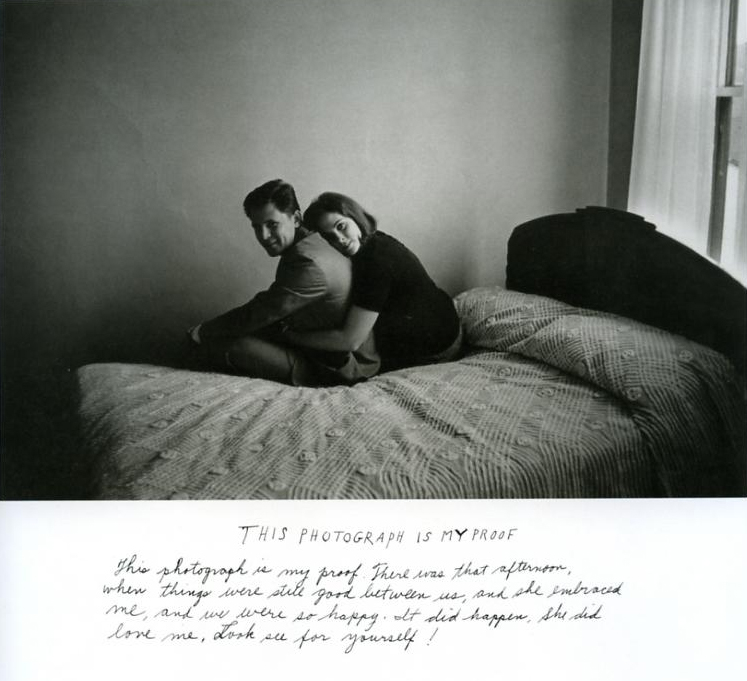 THIS PHOTOGRAPH IS MY PROOF
This photograph is my proof. There was that afternoon,
when things were still good between us, and she embraced
me, and we were so happy. It did happen, She did
love me, Look see for yourself !